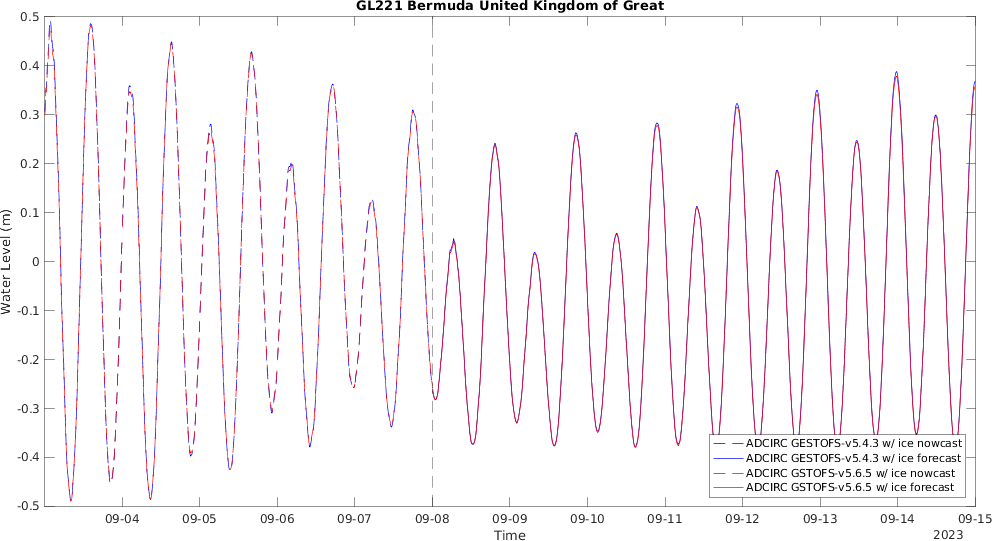 GL221 Bermuda United Kingdom of Great
0.5
0.4
0.3
0.2
0.1
0
-0.1
-0.2
-0.3
-0.4
-0.5
Water Level (m)
ADCIRC GESTOFS-v5.4.3 w/ ice nowcast
ADCIRC GESTOFS-v5.4.3 w/ ice forecast
ADCIRC GSTOFS-v5.6.5 w/ ice nowcast
ADCIRC GSTOFS-v5.6.5 w/ ice forecast
09-04 09-05 09-06 09-07 09-08 09-09 09-10 09-11 09-12 09-13 09-14 09-15
Time
2023